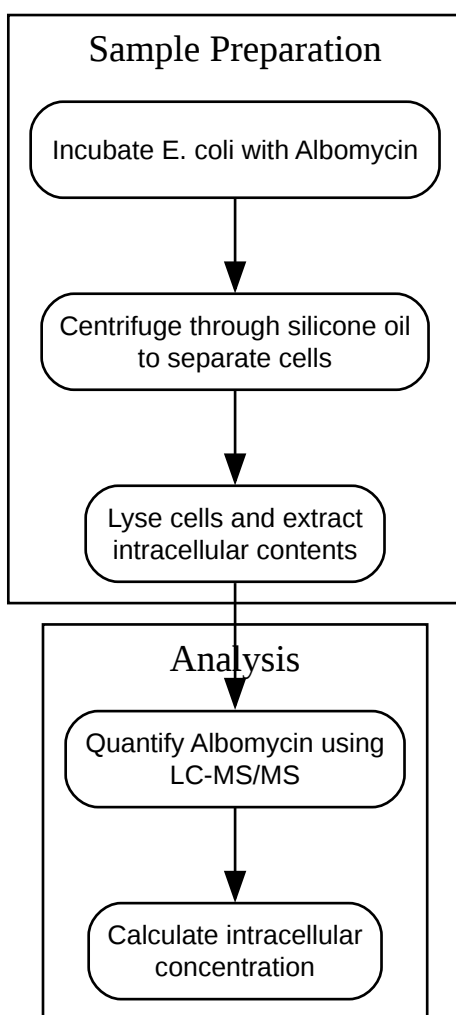 Sample Preparation
Incubate E. coli with Albomycin
Centrifuge through silicone oil
to separate cells
Lyse cells and extract
intracellular contents
Analysis
Quantify Albomycin using
LC-MS/MS
Calculate intracellular
concentration